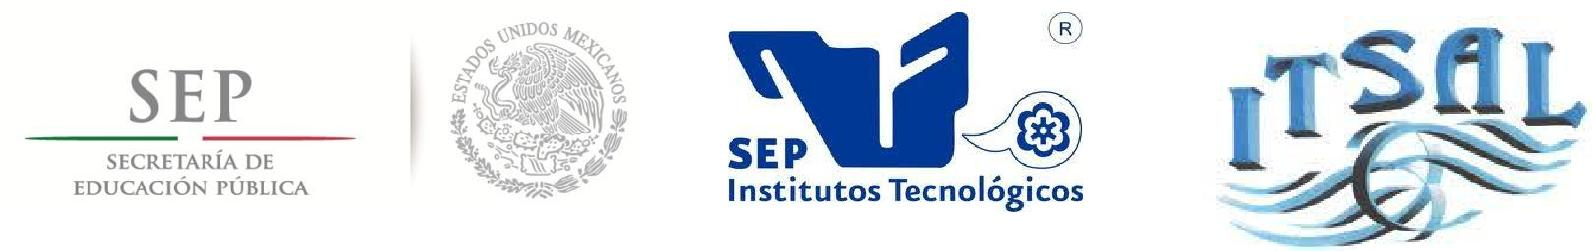 SEP
SECRETARÍA DE
EDUCACIÓN PÚBLICA
ESTADOS UNIDOS MEXICANOS
®
SEP
Institutos Tecnológicos
ITSAL